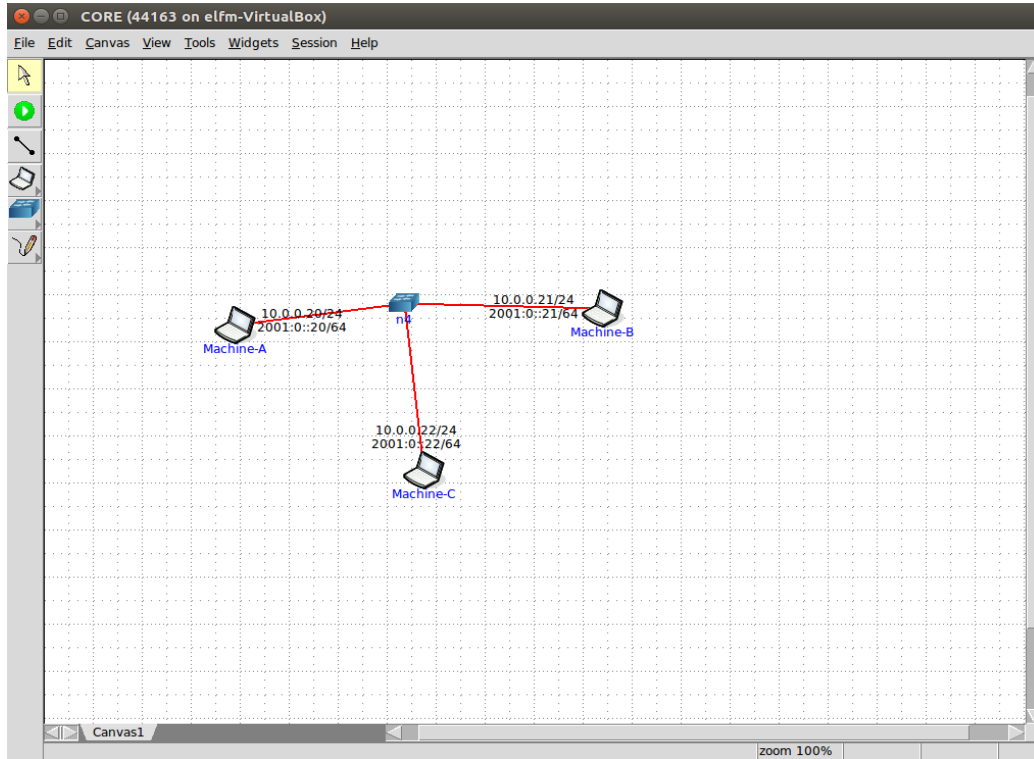 CORE (44163 on elfm-VirtualBox)
File Edit Canvas View Tools Widgets Session Help
10.0.0.20/24
2001:0::20/64
Machine-A
n4
10.0.0.21/24
2001:0::21/64
Machine-B
10.0.0.22/24
2001:0::22/64
Machine-C
Canvas1
zoom 100%